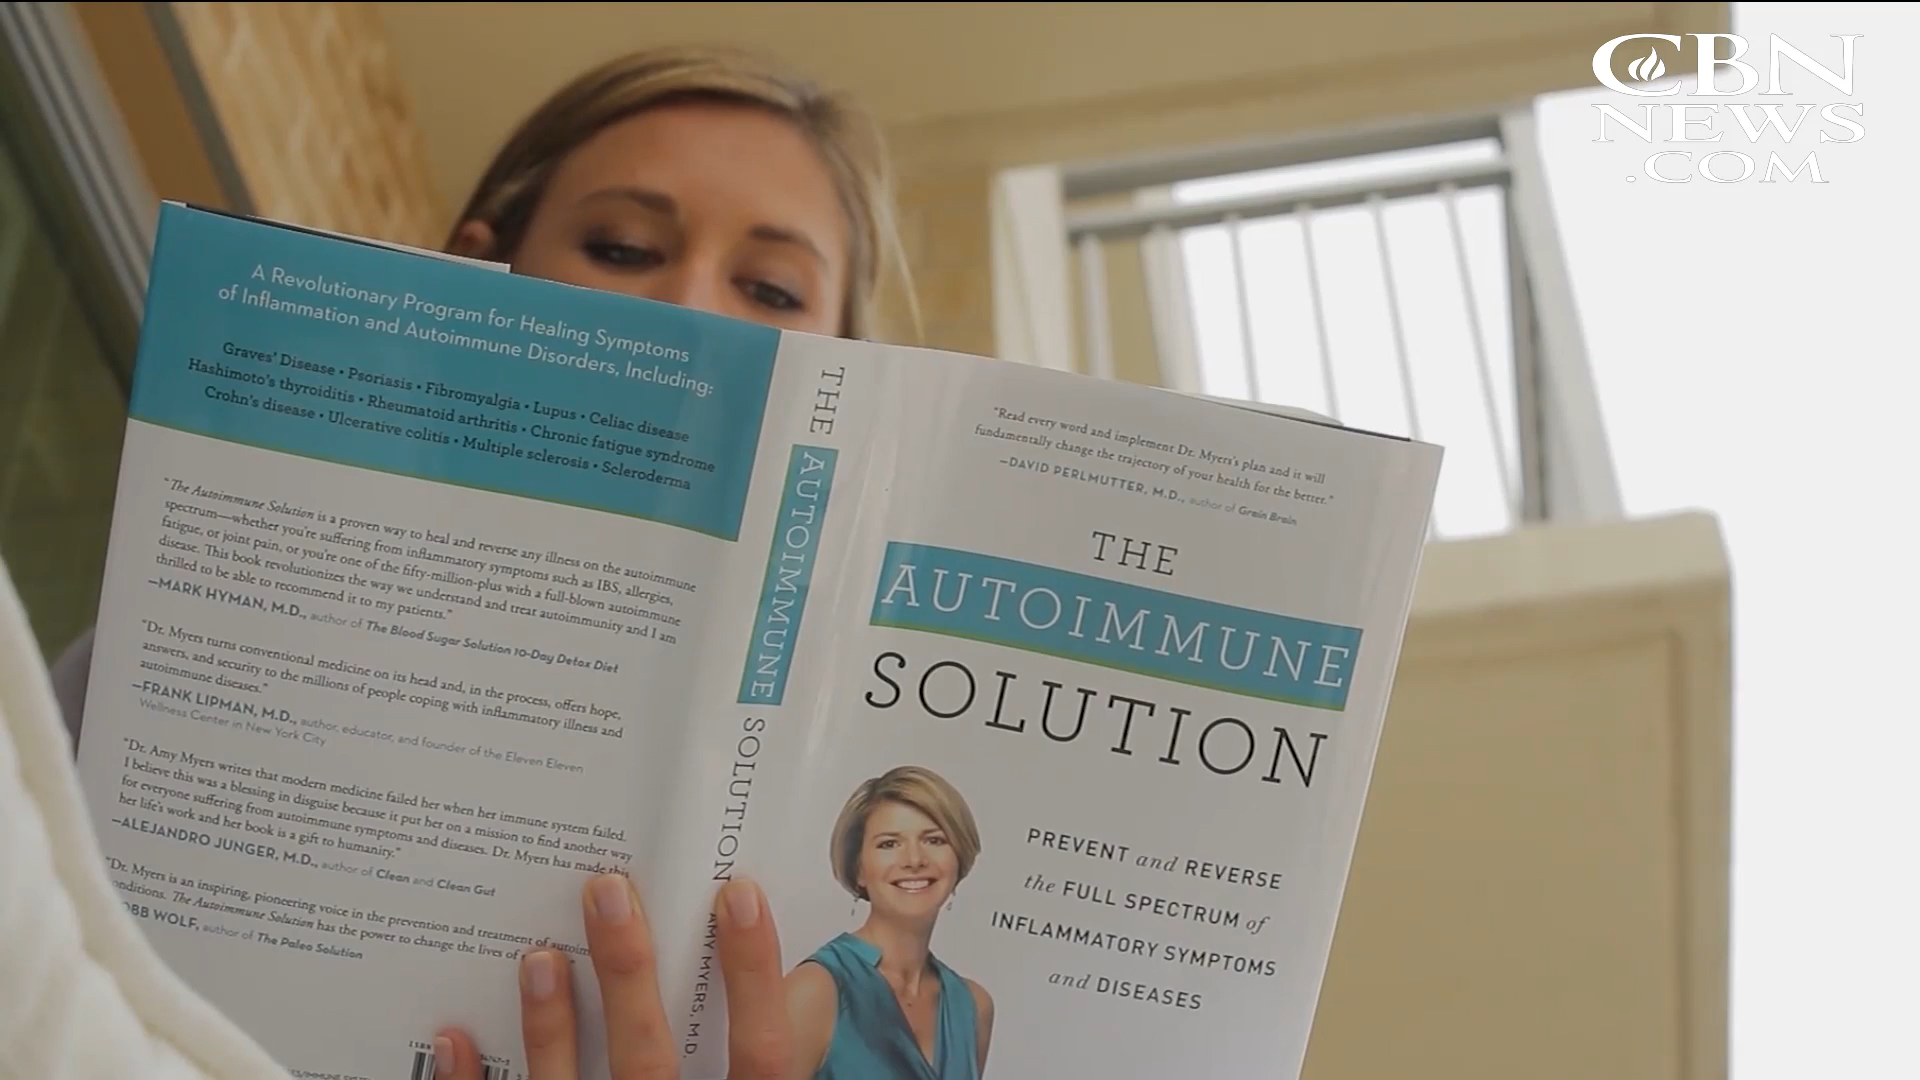 CBN
NEWS
.COM
A Revolutionary Program for Healing Symptoms
of Inflammation and Autoimmune Disorders, Including:
Graves' Disease • Psoriasis • Fibromyalgia • Lupus • Celiac disease
Hashimoto's thyroiditis • Rheumatoid arthritis • Chronic fatigue syndrome
Crohn's disease • Ulcerative colitis • Multiple sclerosis • Scleroderma
"The Autoimmune Solution is a proven way to heal and reverse any illness on the autoimmune
spectrum—whether you're suffering from inflammatory symptoms such as IBS, allergies,
fatigue, or joint pain, or you're one of the fifty-million-plus with a full-blown autoimmune
disease. This book revolutionizes the way we understand and treat autoimmunity and I am
thrilled to be able to recommend it to my patients."
—MARK HYMAN, M.D., author of The Blood Sugar Solution 10-Day Detox Diet
"Dr. Myers turns conventional medicine on its head and, in the process, offers hope,
answers, and security to the millions of people coping with inflammatory illness and
autoimmune diseases."
—FRANK LIPMAN, M.D., author, educator, and founder of the Eleven Eleven
Wellness Center in New York City
"Dr. Amy Myers writes that modern medicine failed her when her immune system failed.
I believe this was a blessing in disguise because it put her on a mission to find another way
for everyone suffering from autoimmune symptoms and diseases. Dr. Myers has made this
her life's work and her book is a gift to humanity."
—ALEJANDRO JUNGER, M.D., author of Clean and Clean Gut
"Dr. Myers is an inspiring, pioneering voice in the prevention and treatment of autoim
onditions. The Autoimmune Solution has the power to change the lives of
OBB WOLF, author of The Paleo Solution
THE AUTOIMMUNE SOLUTION AMY MYERS, M.D.
"Read every word and implement Dr. Myers's plan and it will
fundamentally change the trajectory of your health for the better."
—DAVID PERLMUTTER, M.D., author of Grain Brain
THE
AUTOIMMUNE
SOLUTION
PREVENT and REVERSE
the FULL SPECTRUM of
INFLAMMATORY SYMPTOMS
and DISEASES